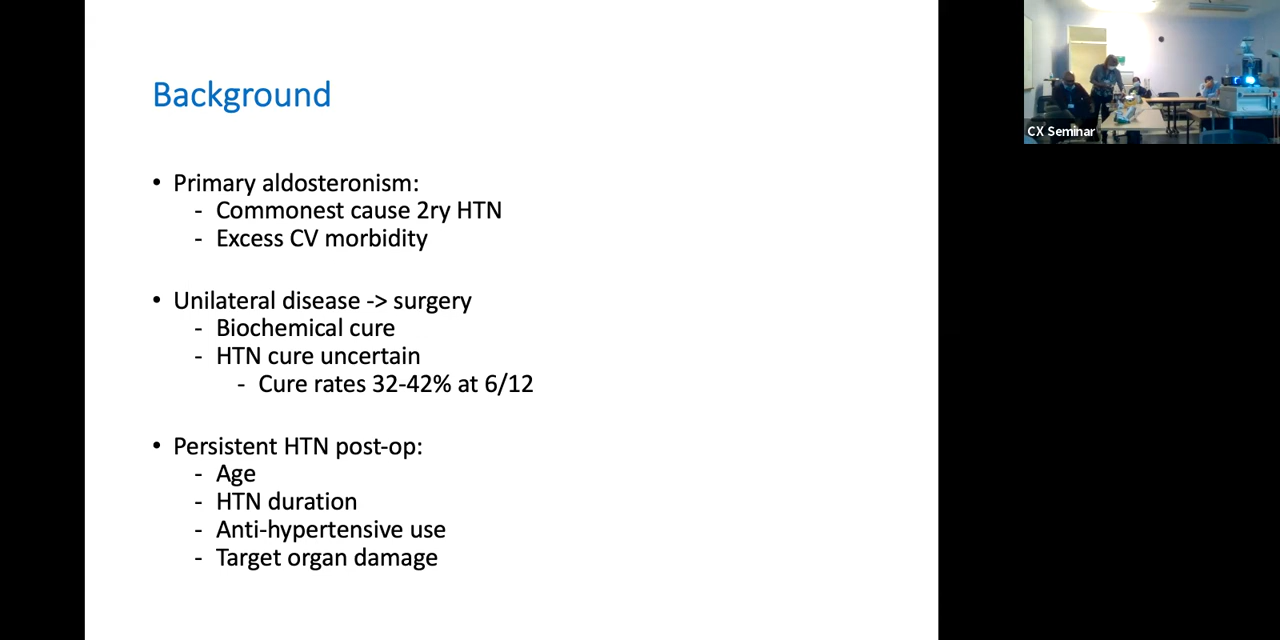 Background
• Primary aldosteronism:
- Commonest cause 2ry HTN
- Excess CV morbidity
• Unilateral disease -> surgery
- Biochemical cure
- HTN cure uncertain
- Cure rates 32-42% at 6/12
• Persistent HTN post-op:
- Age
- HTN duration
- Anti-hypertensive use
- Target organ damage
CX Seminar